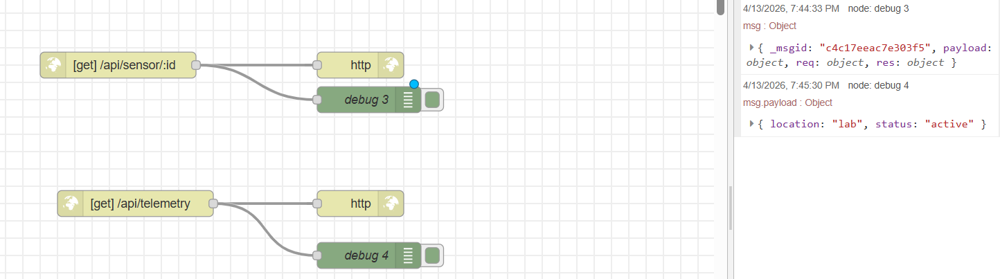 [get] /api/sensor/:id
http
debug 3
[get] /api/telemetry
http
debug 4
4/13/2026, 7:44:33 PM node: debug 3
msg : Object
{ _msgid: "c4c17eeac7e303f5", payload:
object, req: object, res: object }
4/13/2026, 7:45:30 PM node: debug 4
msg.payload : Object
{ location: "lab", status: "active" }